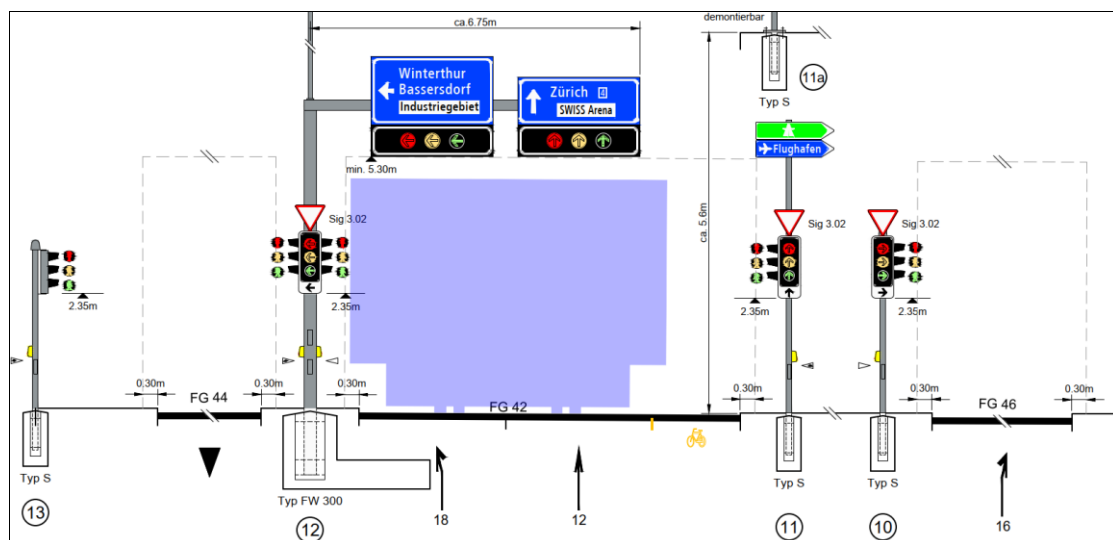 ca.6.75m
demontierbar
Typ S
11a
Winterthur
Bassersdorf
Industriegebiet
Zürich 4
SWISS Arena
Flughafen
min. 5.30m
ca. 5.6m
Sig 3.02
Sig 3.02
Sig 3.02
2.35m
2.35m
2.35m
2.35m
0.30m
FG 44
0.30m
0.30m
FG 42
0.30m
0.30m
FG 46
0.30m
Typ S
Typ FW 300
Typ S
Typ S
13
12
18
12
11
10
16